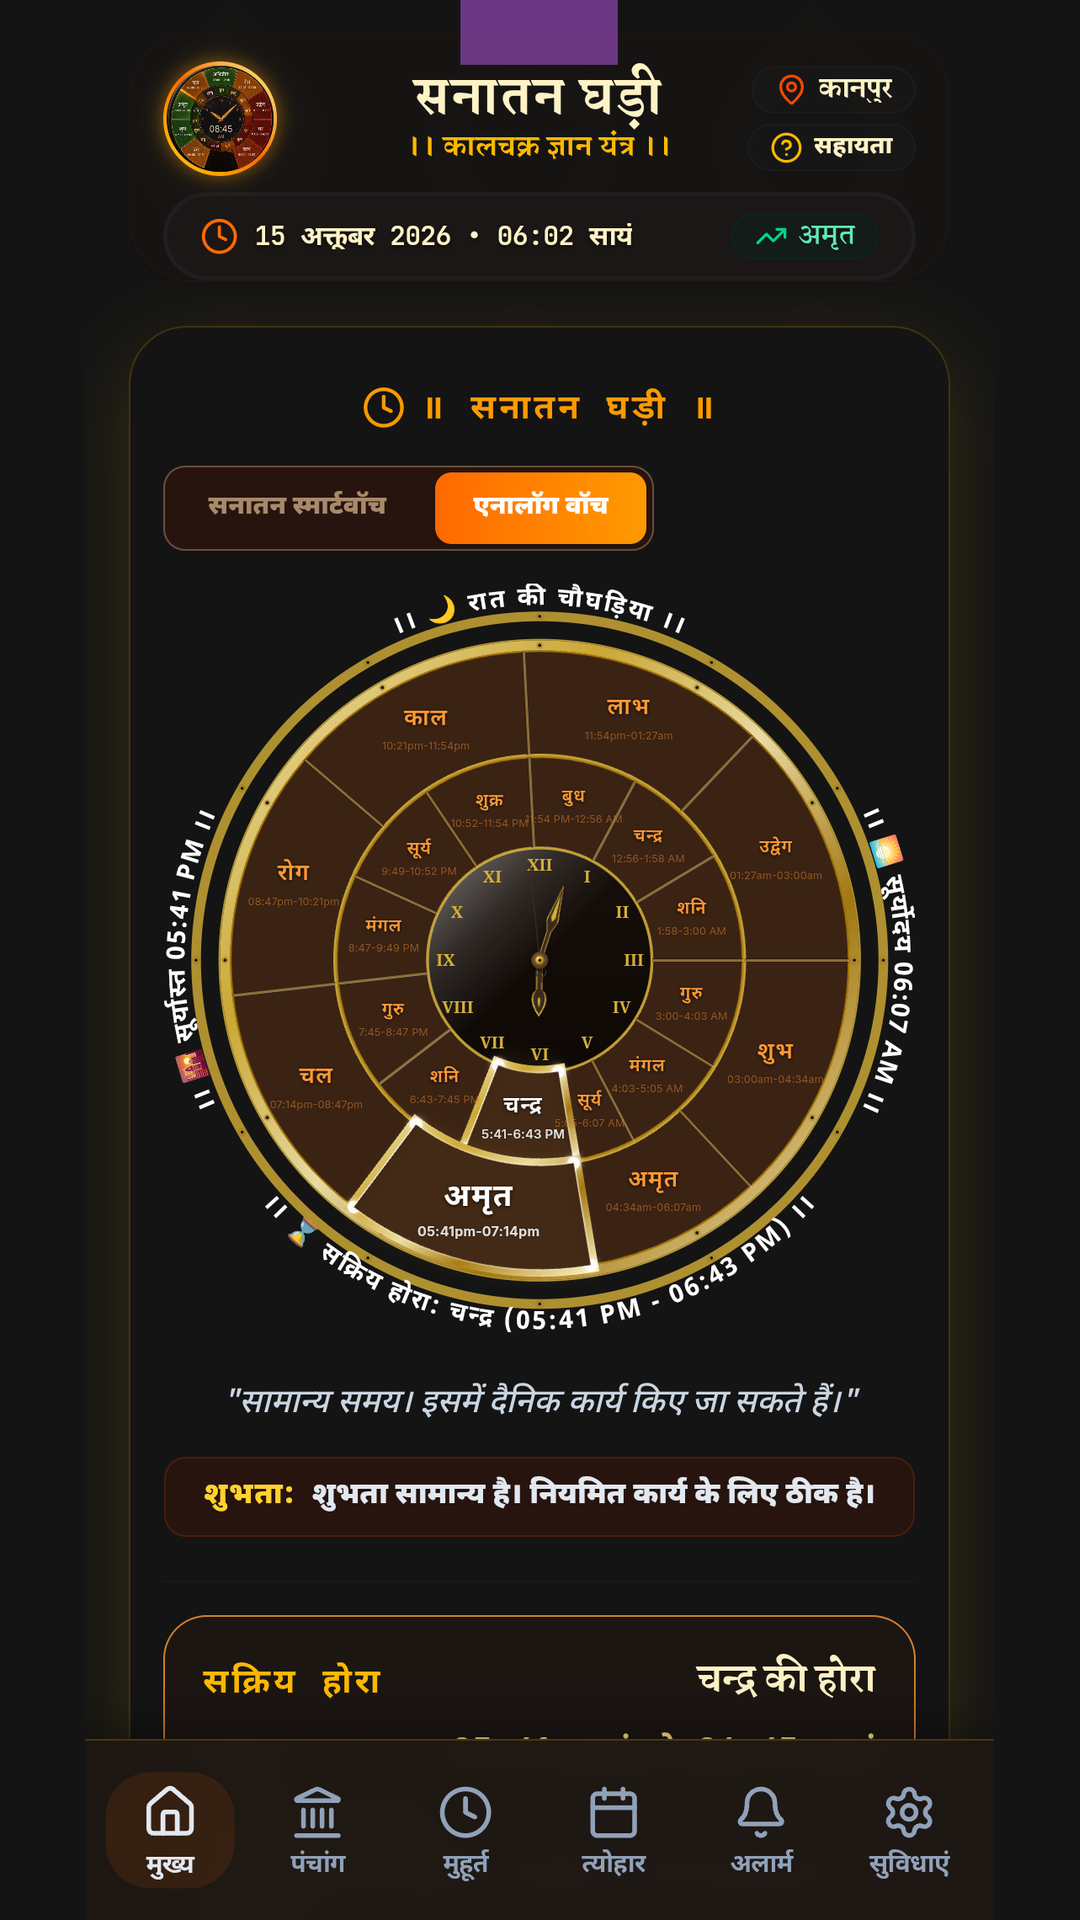 सनातन घड़ी
।। कालचक्र ज्ञान यंत्र ।।
कानपुर
सहायता
08:45
15 अक्तूबर 2026 • 06:02 सायं
अमृत
॥ सनातन घड़ी ॥
सनातन स्मार्टवॉच
एनालॉग वॉच
।। 🌙 रात की चौघड़िया ।।
काल
10:21pm-11:54pm
लाभ
11:54pm-01:27am
उद्वेग
01:27am-03:00am
शुभ
03:00am-04:34am
अमृत
04:34am-06:07am
अमृत
05:41pm-07:14pm
चल
07:14pm-08:47pm
रोग
08:47pm-10:21pm
शुक्र
10:52-11:54 PM
बुध
11:54 PM-12:56 AM
चन्द्र
12:56-1:58 AM
शनि
1:58-3:00 AM
गुरु
3:00-4:03 AM
मंगल
4:03-5:05 AM
सूर्य
5:05-6:07 AM
चन्द्र
5:41-6:43 PM
शनि
6:43-7:45 PM
गुरु
7:45-8:47 PM
मंगल
8:47-9:49 PM
सूर्य
9:49-10:52 PM
XII
I
II
III
IV
V
VI
VII
VIII
IX
X
XI
।। 🌅 सूर्योदय 06:07 AM ।।
।। 🌇 सूर्यास्त 05:41 PM ।।
।। ⏳ सक्रिय होरा: चन्द्र (05:41 PM - 06:43 PM) ।।
"सामान्य समय। इसमें दैनिक कार्य किए जा सकते हैं।"
शुभता: शुभता सामान्य है। नियमित कार्य के लिए ठीक है।
सक्रिय होरा
चन्द्र की होरा
मुख्य
पंचांग
मुहूर्त
त्योहार
अलार्म
सुविधाएं